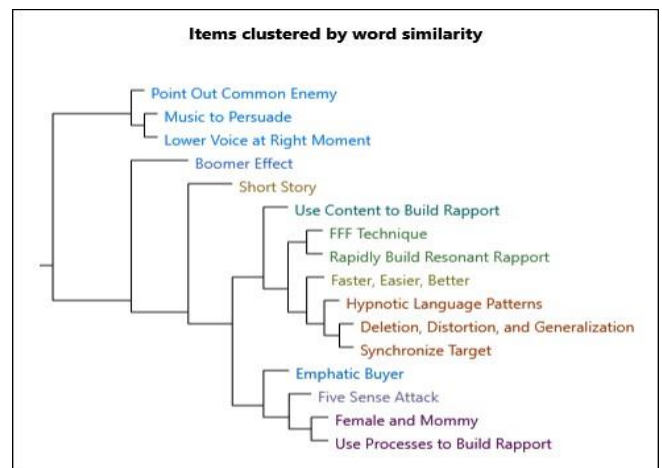 Items clustered by word similarity
Point Out Common Enemy
Music to Persuade
Lower Voice at Right Moment
Boomer Effect
Short Story
Use Content to Build Rapport
FFF Technique
Rapidly Build Resonant Rapport
Faster, Easier, Better
Hypnotic Language Patterns
Deletion, Distortion, and Generalization
Synchronize Target
Emphatic Buyer
Five Sense Attack
Female and Mommy
Use Processes to Build Rapport